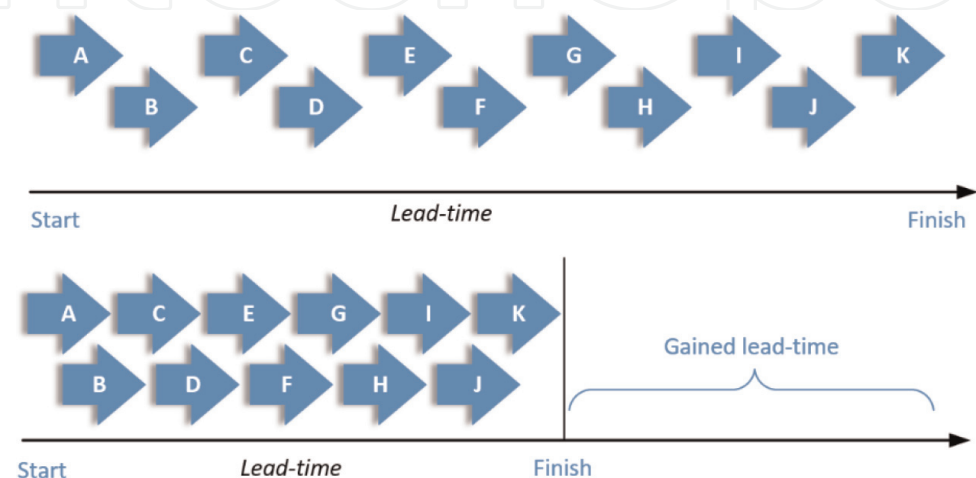 A C E G I K
B D F H J
Lead-time
Start Finish
A C E G I K
Gained lead-time
B D F H J
Start Lead-time Finish